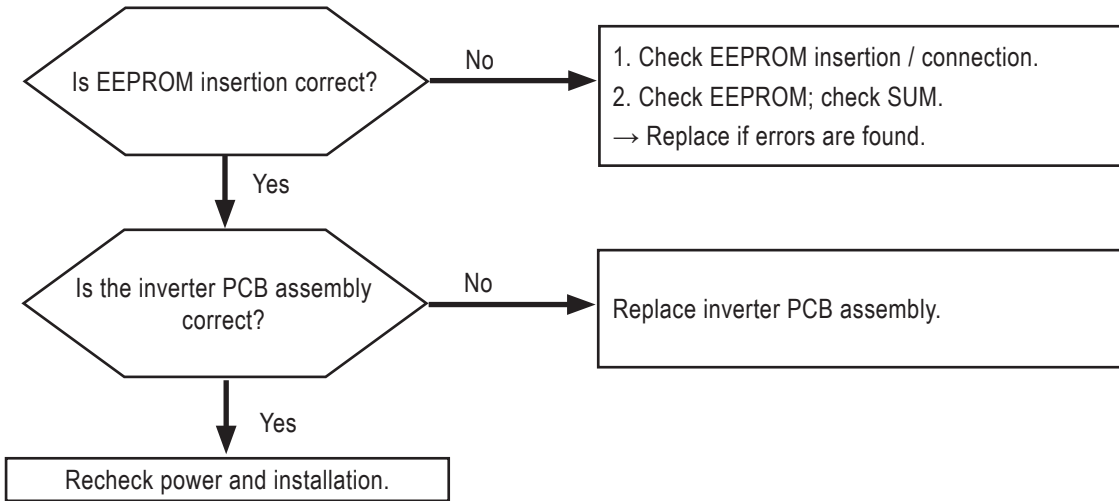 Is EEPROM insertion correct?
No
1. Check EEPROM insertion / connection.
2. Check EEPROM; check SUM.
→ Replace if errors are found.
Yes
Is the inverter PCB assembly
correct?
No
Replace inverter PCB assembly.
Yes
Recheck power and installation.